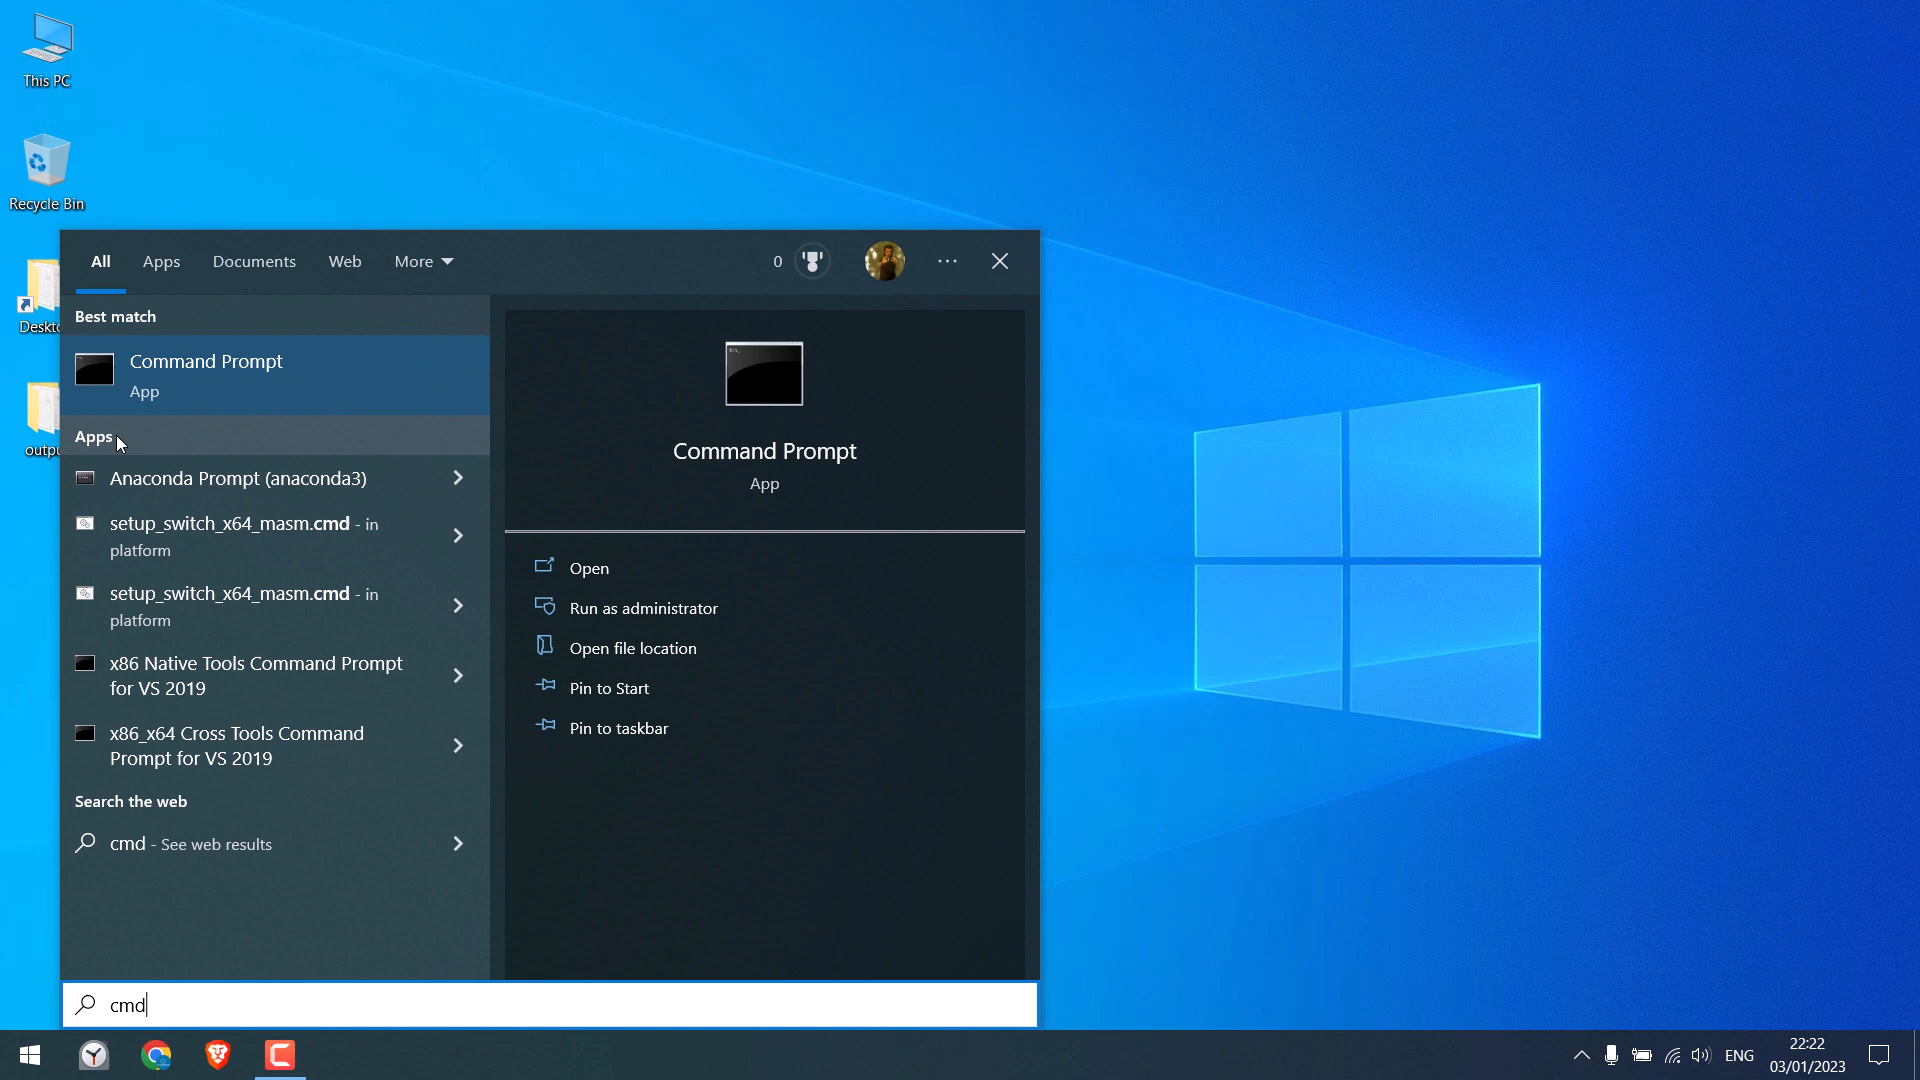 This PC
Recycle Bin
Deskto
outpu
All Apps Documents Web More 0
Best match
Command Prompt
App
Apps
Anaconda Prompt (anaconda3)
setup_switch_x64_masm.cmd - in
platform
setup_switch_x64_masm.cmd - in
platform
x86 Native Tools Command Prompt
for VS 2019
x86_x64 Cross Tools Command
Prompt for VS 2019
Search the web
cmd - See web results
Command Prompt
App
Open
Run as administrator
Open file location
Pin to Start
Pin to taskbar
cmd
ENG
22:22
03/01/2023